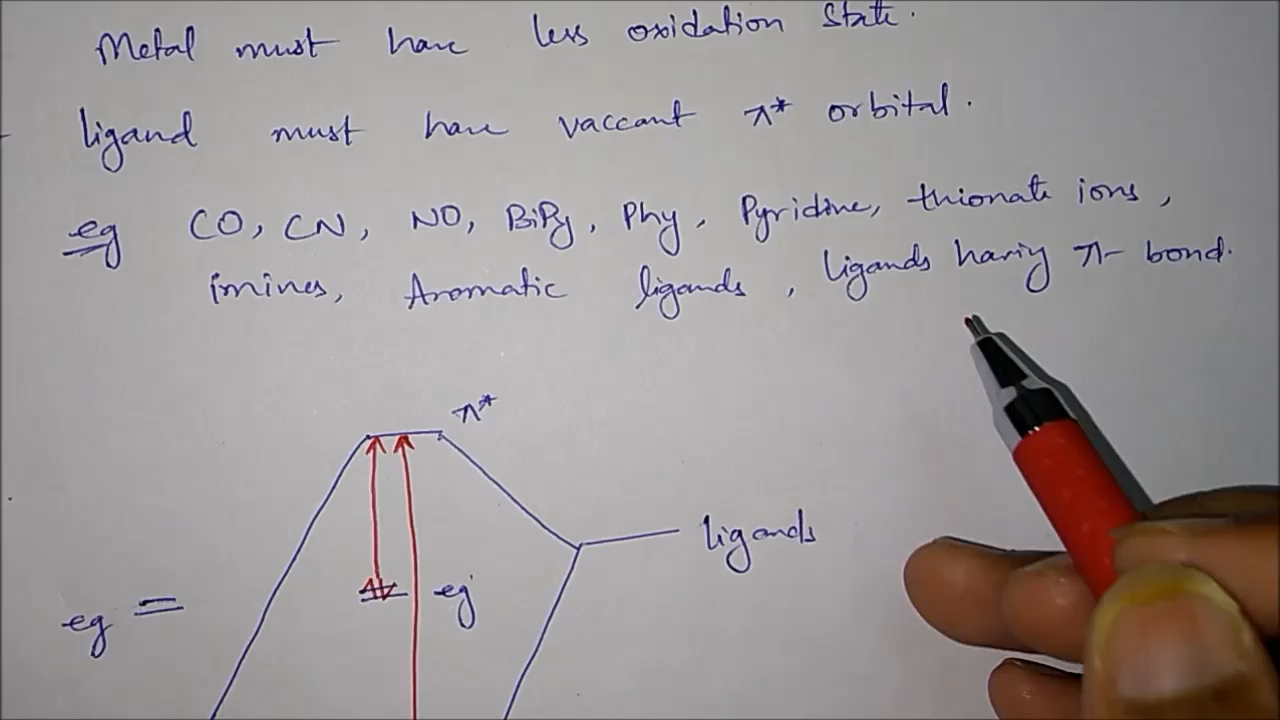 Metal must have less oxidation state.
ligand must have vaccant π* orbital.
eg CO, CN, NO, BiPy, Phy, Pyridine, thionate ions,
imines, Aromatic ligands, ligands having π- bond.
π*
ligands
eg
eg =